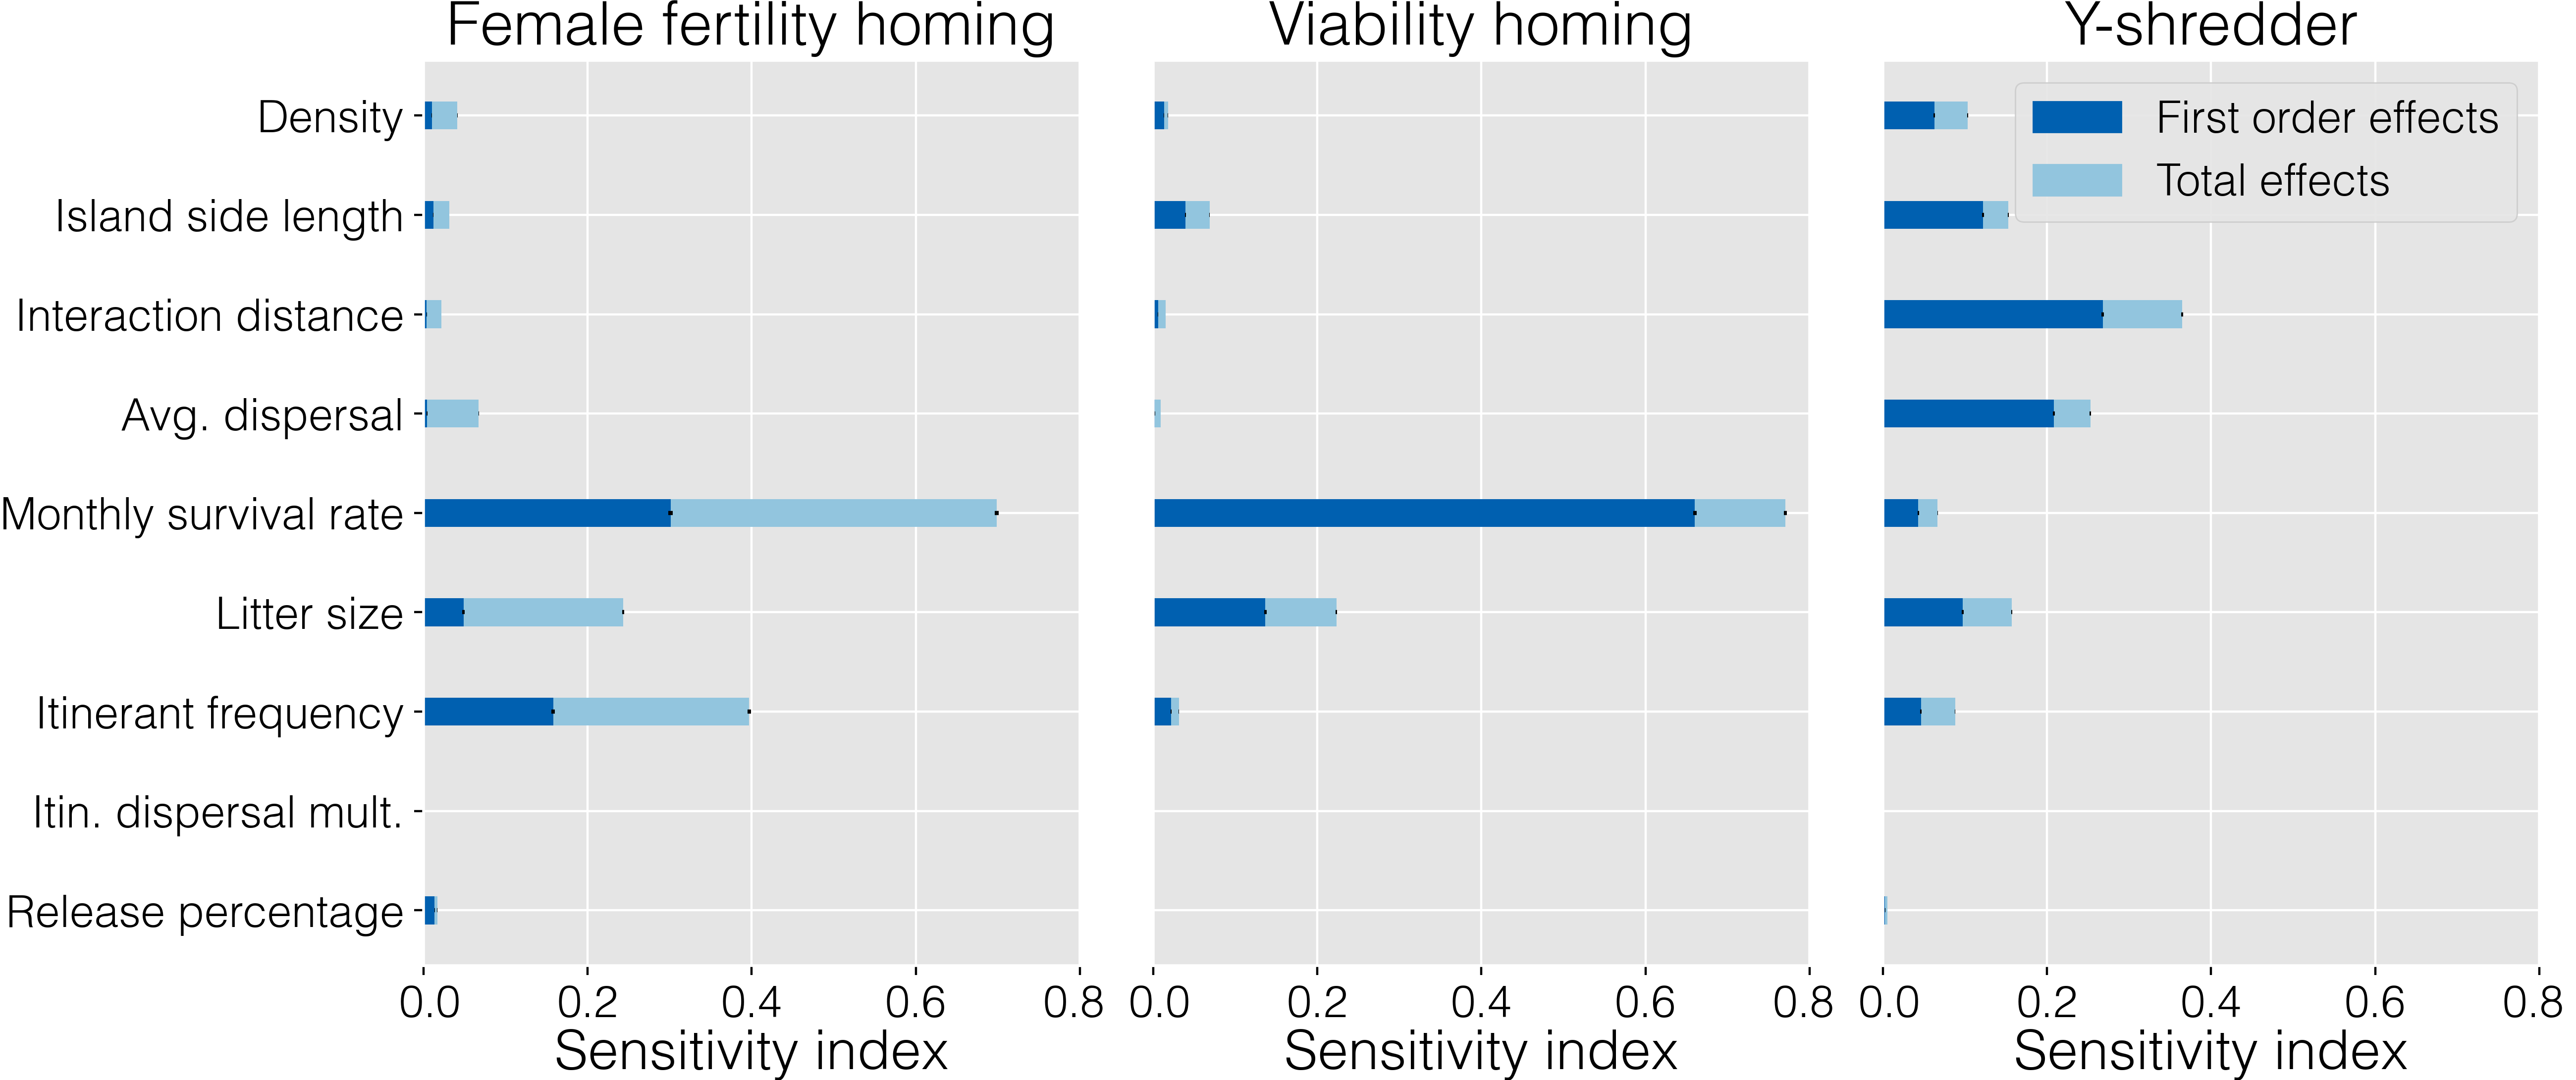 Female fertility homing
Viability homing
Y-shredder
First order effects
Total effects
Density
Island side length
Interaction distance
Avg. dispersal
Monthly survival rate
Litter size
Itinerant frequency
Itin. dispersal mult.
Release percentage
0.0 0.2 0.4 0.6 0.8
0.0 0.2 0.4 0.6 0.8
0.0 0.2 0.4 0.6 0.8
Sensitivity index
Sensitivity index
Sensitivity index